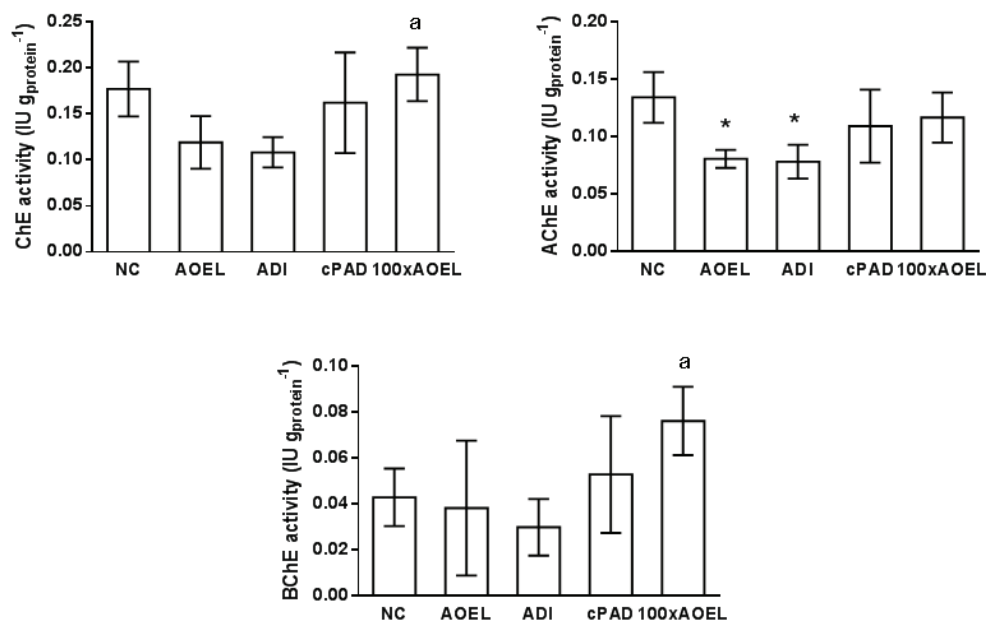 a
0.25
0.20
0.15
0.10
0.05
0.00
ChE activity (IU gprotein-1)
NC AOEL ADI cPAD 100xAOEL
0.20
0.15
0.10
0.05
0.00
AChE activity (IU gprotein-1)
* *
NC AOEL ADI cPAD 100xAOEL
a
0.10
0.08
0.06
0.04
0.02
0.00
BChE activity (IU gprotein-1)
NC AOEL ADI cPAD 100xAOEL